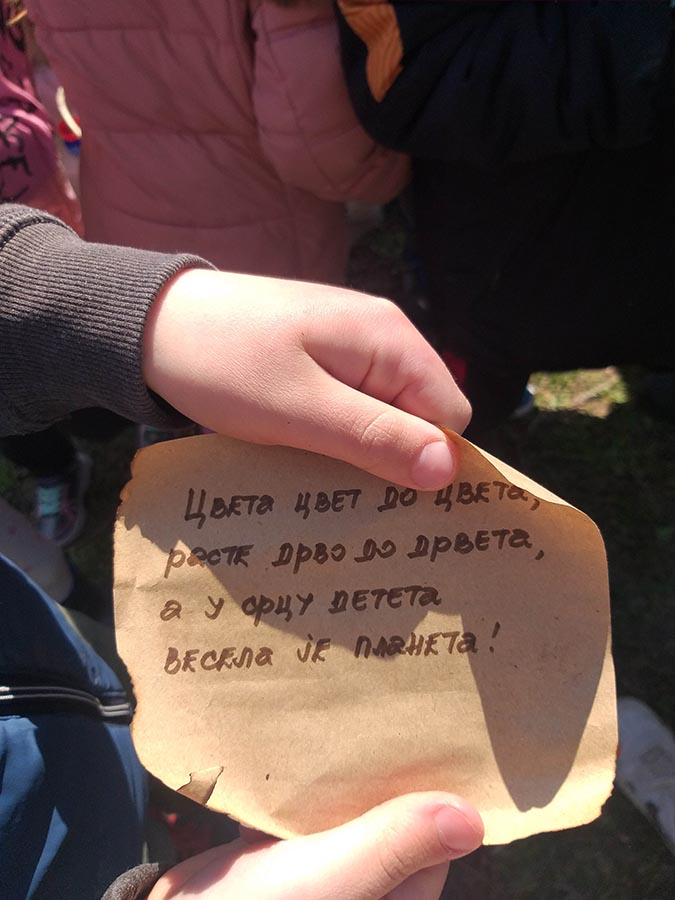 Цвета цвет до цвета,
расте дрво до дрвета,
а у срцу детета
весела је планета!